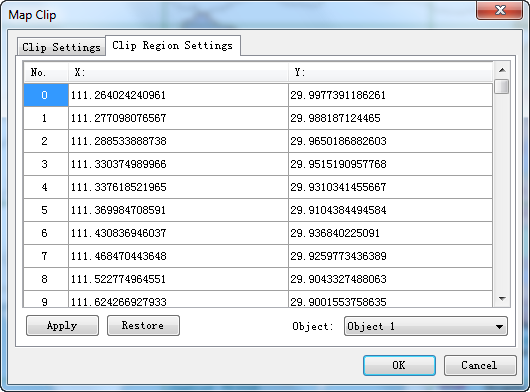 Map Clip
Clip Settings Clip Region Settings
No. X: Y:
0 111.264024240961 29.9977391186261
1 111.277098076567 29.988187124465
2 111.288533888738 29.9650186882603
3 111.330374989966 29.9515190957768
4 111.337618521965 29.9310341455667
5 111.369984708591 29.9104384494584
6 111.430836946037 29.936840225091
7 111.468470443648 29.9259773436389
8 111.522774964551 29.9043327488063
9 111.624266927933 29.9001553758635
Apply Restore Object: Object 1
OK Cancel